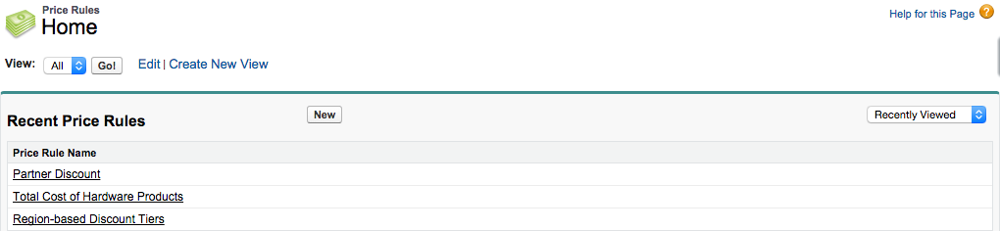 Price Rules
Home
Help for this Page
View: All Go! Edit | Create New View
Recent Price Rules New Recently Viewed
Price Rule Name
Partner Discount
Total Cost of Hardware Products
Region-based Discount Tiers